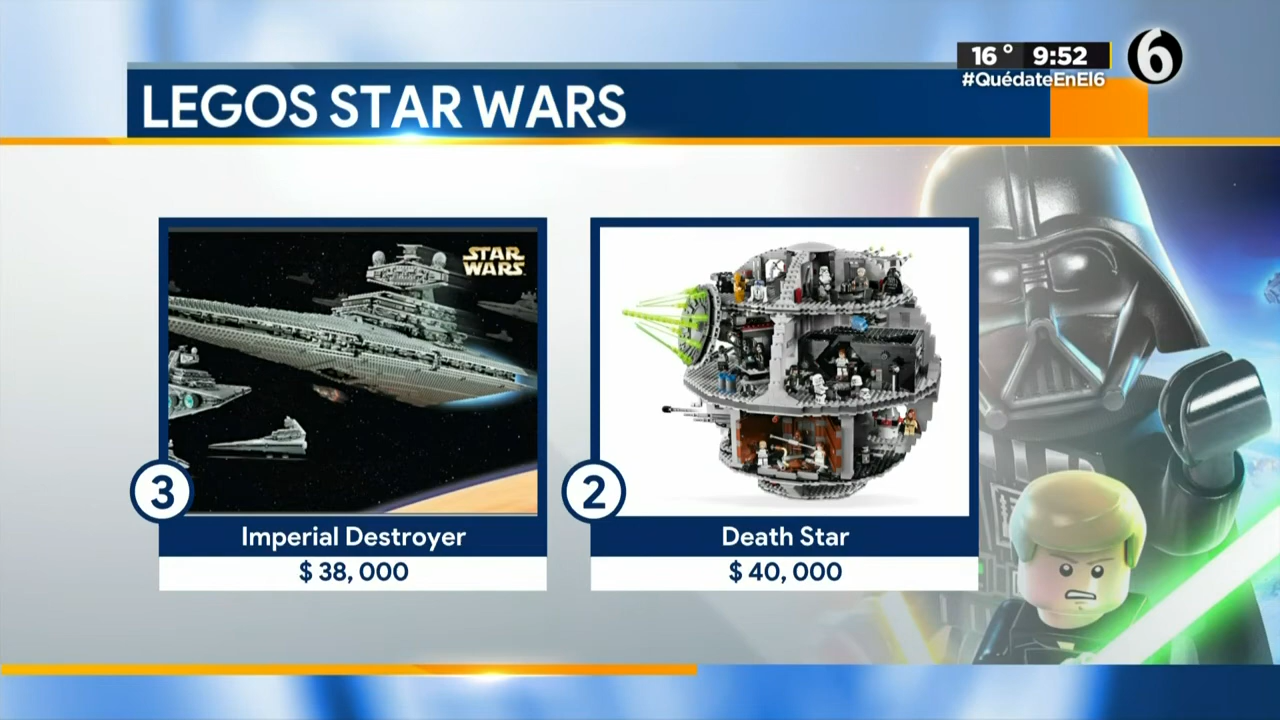 16° 9:52
6
#QuédateEnEl6
LEGOS STAR WARS
STAR
WARS
3
Imperial Destroyer
$ 38, 000
2
Death Star
$ 40, 000